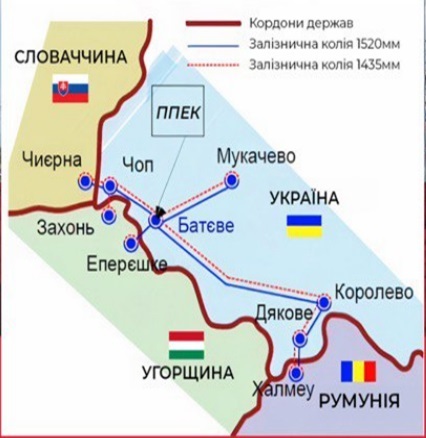 Кордони держав
Залізнична колія 1520мм
Залізнична колія 1435мм
СЛОВАЧЧИНА
ППЕК
Чиєрна
Чоп
Мукачево
УКРАЇНА
Захонь
Батєве
Еперєшке
Королево
Дякове
УГОРЩИНА
Халмеу
РУМУНІЯ